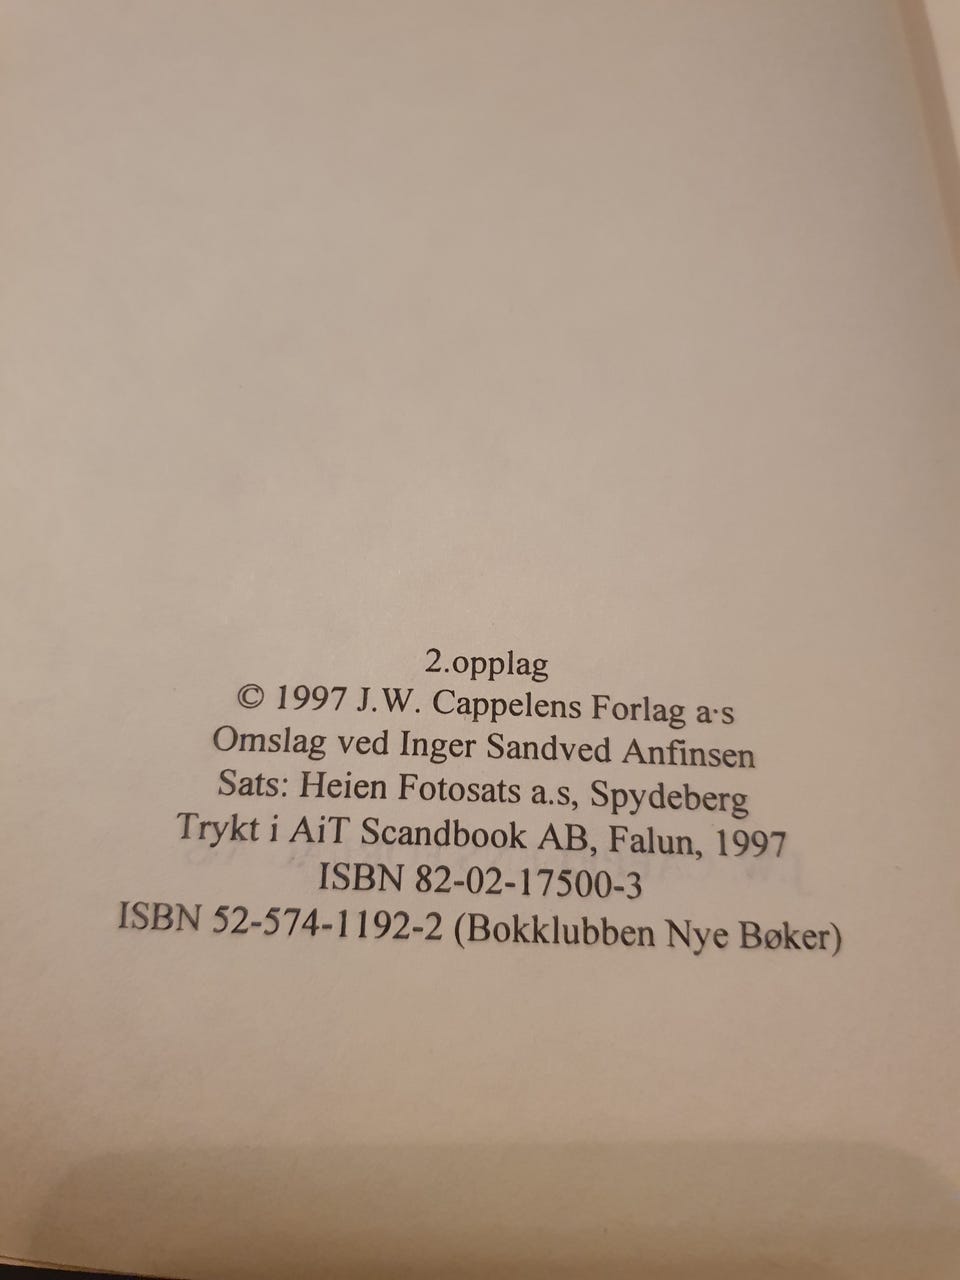 2.opplag
© 1997 J.W. Cappelens Forlag a·s
Omslag ved Inger Sandved Anfinsen
Sats: Heien Fotosats a.s, Spydeberg
Trykt i AiT Scandbook AB, Falun, 1997
ISBN 82-02-17500-3
ISBN 52-574-1192-2 (Bokklubben Nye Bøker)